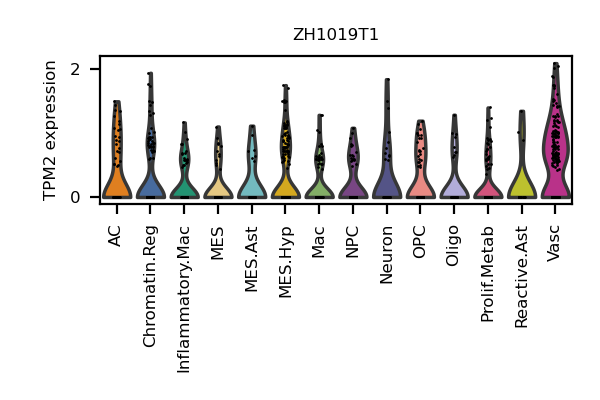 ZH1019T1
TPM2 expression
2
0
AC
Chromatin.Reg
Inflammatory.Mac
MES
MES.Ast
MES.Hyp
Mac
NPC
Neuron
OPC
Oligo
Prolif.Metab
Reactive.Ast
Vasc